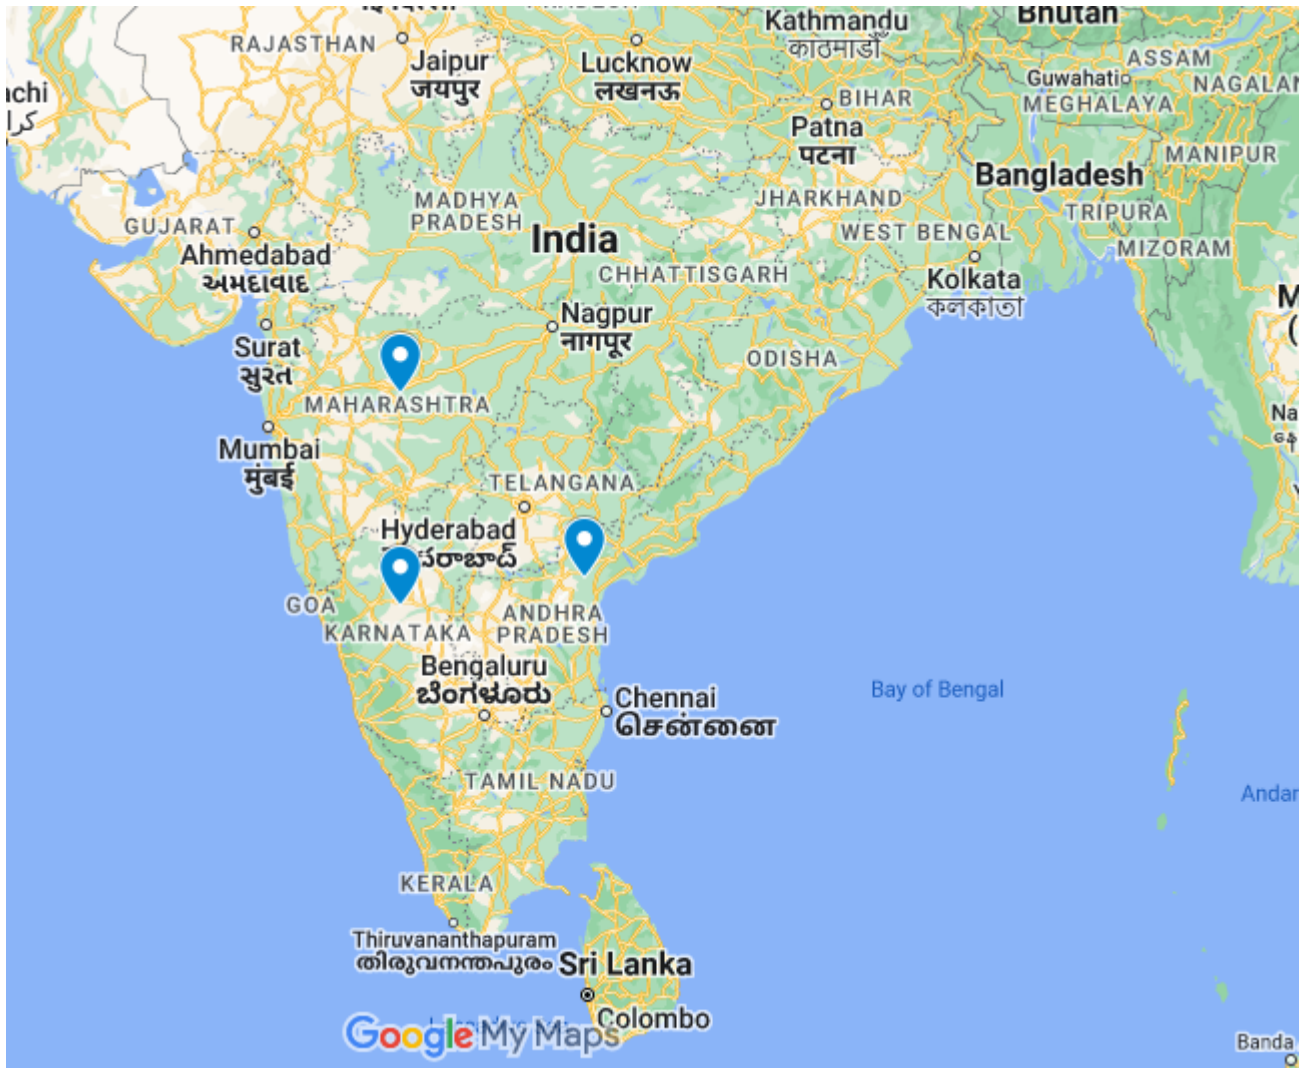 RAJASTHAN
Jaipur
जयपुर
Lucknow
लखनऊ
Kathmandu
काठमाडौं
Bhutan
ASSAM
Guwahati
NAGALAN
MEGHALAYA
achi
BIHAR
Patna
पटना
MANIPUR
Bangladesh
MADHYA
PRADESH
JHARKHAND
TRIPURA
GUJARAT
Ahmedabad
અમદાવાદ
India
WEST BENGAL
MIZORAM
CHHATTISGARH
Kolkata
কলকাতা
M
(
Nagpur
नागपूर
Surat
સુરત
ODISHA
MAHARASHTRA
Na
Mumbai
मुंबई
TELANGANA
Hyderabad
GOA
KARNATAKA
ANDHRA
PRADESH
Bengaluru
ಬೆಂಗಳೂರು
Chennai
சென்னை
Bay of Bengal
TAMIL NADU
Andar
KERALA
Thiruvananthapuram
തിരുവനന്തപുരം
Sri Lanka
Colombo
Google My Maps
Banda